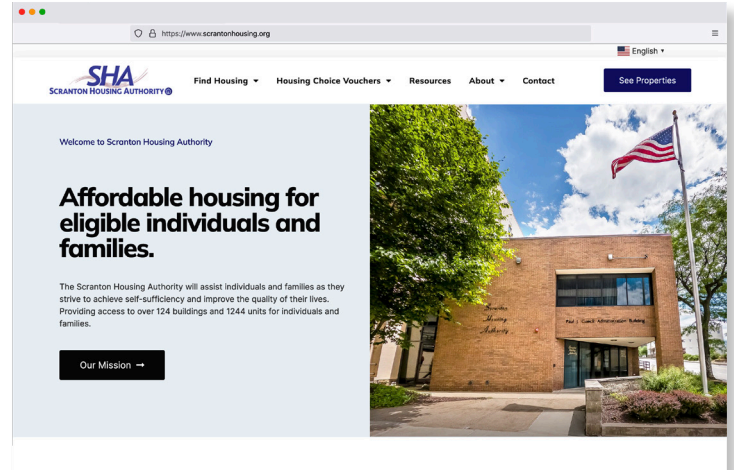 https://www.scrantonhousing.org
English
SHA
SCRANTON HOUSING AUTHORITY
Find Housing
Housing Choice Vouchers
Resources
About
Contact
See Properties
Welcome to Scranton Housing Authority
Affordable housing for
eligible individuals and
families.
The Scranton Housing Authority will assist individuals and families as they
strive to achieve self-sufficiency and improve the quality of their lives.
Providing access to over 124 buildings and 1244 units for individuals and
families.
Our Mission →
Scranton
Housing
Authority
Administration Building